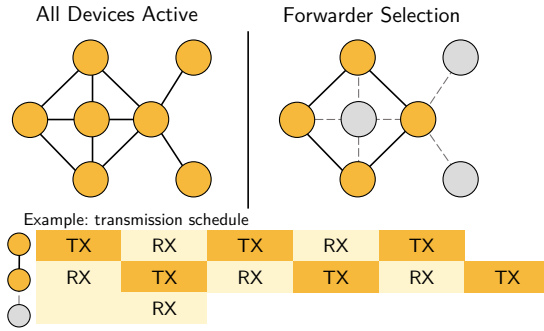 All Devices Active
Forwarder Selection
Example: transmission schedule
TX RX TX RX TX
RX TX RX TX RX TX
RX